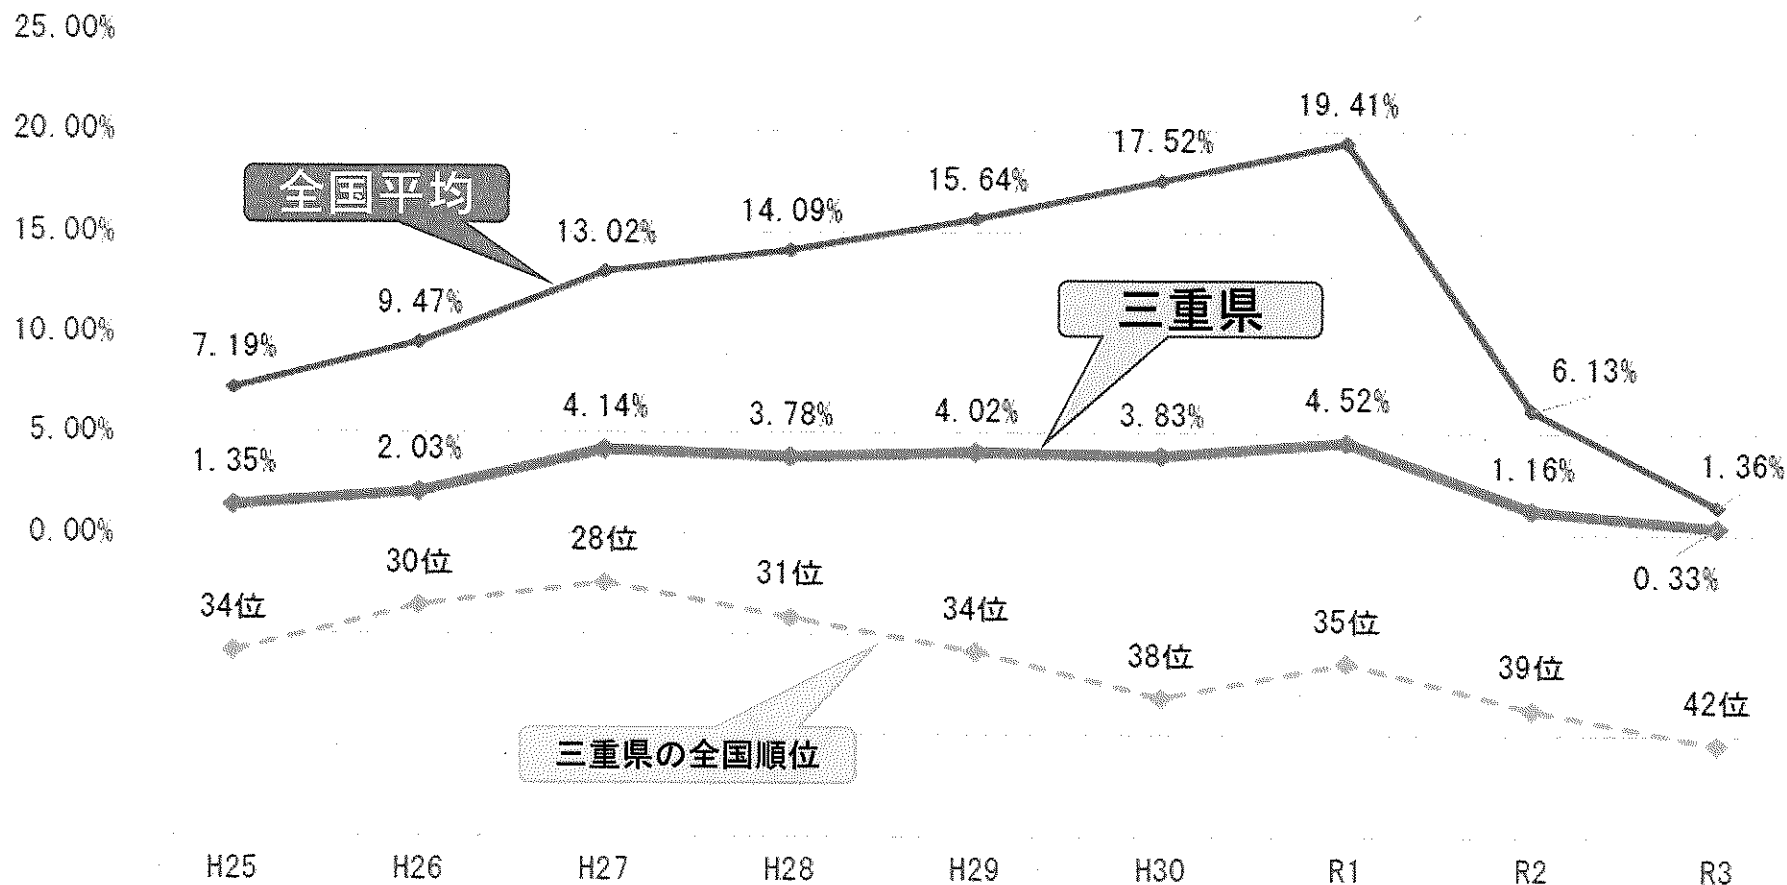 25.00%
20.00%
15.00%
10.00%
5.00%
0.00%
全国平均
7.19%
9.47%
13.02%
14.09%
15.64%
17.52%
19.41%
6.13%
1.36%
三重県
1.35%
2.03%
4.14%
3.78%
4.02%
3.83%
4.52%
1.16%
0.33%
34位
30位
28位
31位
34位
38位
35位
39位
42位
三重県の全国順位
H25 H26 H27 H28 H29 H30 R1 R2 R3